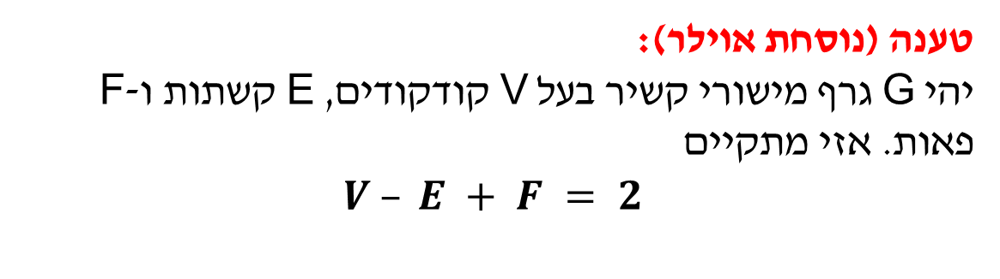 טענה (נוסחת אוילר):
יהי G גרף מישורי קשיר בעל V קודקודים, E קשתות ו-F
פאות. אזי מתקיים
V – E + F = 2